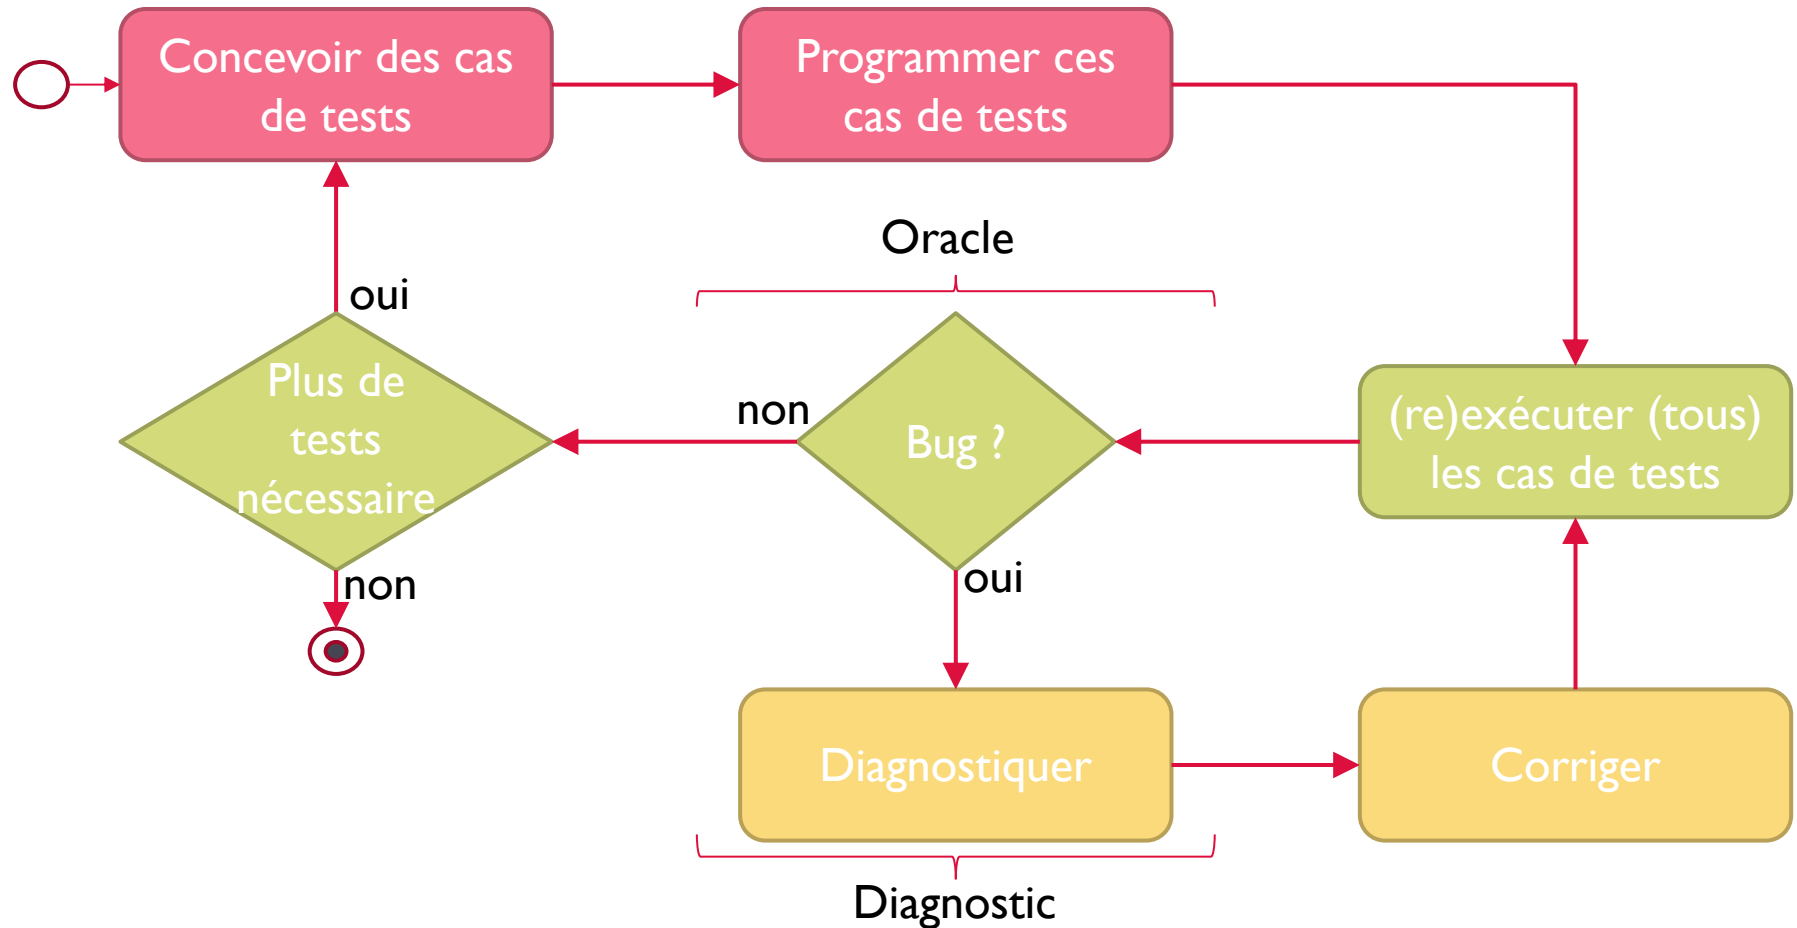 Concevoir des cas
de tests
Programmer ces
cas de tests
Oracle
oui
Plus de
tests
nécessaire
non
Bug ?
(re)exécuter (tous)
les cas de tests
non
oui
Diagnostiquer
Corriger
Diagnostic